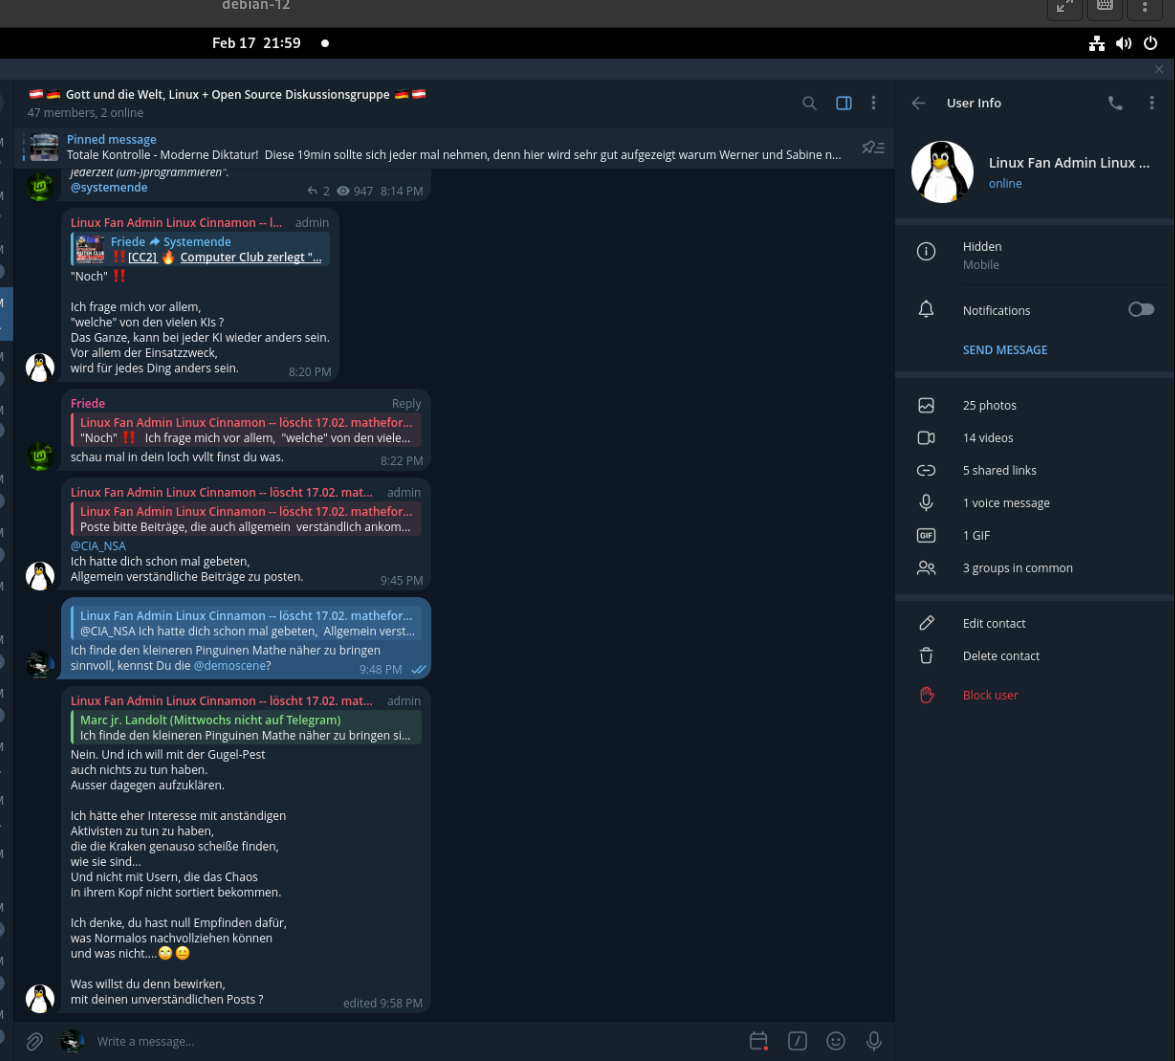 debian-12
Feb 17 21:59
Gott und die Welt, Linux + Open Source Diskussionsgruppe
47 members, 2 online
Pinned message
Totale Kontrolle - Moderne Diktatur! Diese 19min sollte sich jeder mal nehmen, denn hier wird sehr gut aufgezeigt warum Werner und Sabine n...
jederzeit (um-)programmieren".
@systemende
2 947 8:14 PM
Linux Fan Admin Linux Cinnamon -- l... admin
Friede Systemende
‼️[CC2] 🔥 Computer Club zerlegt "...
"Noch" ‼️
Ich frage mich vor allem,
"welche" von den vielen KIs ?
Das Ganze, kann bei jeder KI wieder anders sein.
Vor allem der Einsatzzweck,
wird für jedes Ding anders sein.
8:20 PM
Friede Reply
Linux Fan Admin Linux Cinnamon -- löscht 17.02. mathefor...
"Noch" ‼️ Ich frage mich vor allem, "welche" von den viele...
schau mal in dein loch vvllt finst du was.
8:22 PM
Linux Fan Admin Linux Cinnamon -- löscht 17.02. mat... admin
Linux Fan Admin Linux Cinnamon -- löscht 17.02. mathefor...
Poste bitte Beiträge, die auch allgemein verständlich ankom...
@CIA_NSA
Ich hatte dich schon mal gebeten,
Allgemein verständliche Beiträge zu posten.
9:45 PM
Linux Fan Admin Linux Cinnamon -- löscht 17.02. mathefor...
@CIA_NSA Ich hatte dich schon mal gebeten, Allgemein verst...
Ich finde den kleineren Pinguinen Mathe näher zu bringen
sinnvoll, kennst Du die @demoscene?
9:48 PM
Linux Fan Admin Linux Cinnamon -- löscht 17.02. mat... admin
Marc jr. Landolt (Mittwochs nicht auf Telegram)
Ich finde den kleineren Pinguinen Mathe näher zu bringen si...
Nein. Und ich will mit der Gugel-Pest
auch nichts zu tun haben.
Ausser dagegen aufzuklären.
Ich hätte eher Interesse mit anständigen
Aktivisten zu tun zu haben,
die die Kraken genauso scheiße finden,
wie sie sind...
Und nicht mit Usern, die das Chaos
in ihrem Kopf nicht sortiert bekommen.
Ich denke, du hast null Empfinden dafür,
was Normalos nachvollziehen können
und was nicht....🙄😐
Was willst du denn bewirken,
mit deinen unverständlichen Posts ?
edited 9:58 PM
Write a message...
User Info
Linux Fan Admin Linux ...
online
Hidden
Mobile
Notifications
SEND MESSAGE
25 photos
14 videos
5 shared links
1 voice message
GIF
1 GIF
3 groups in common
Edit contact
Delete contact
Block user